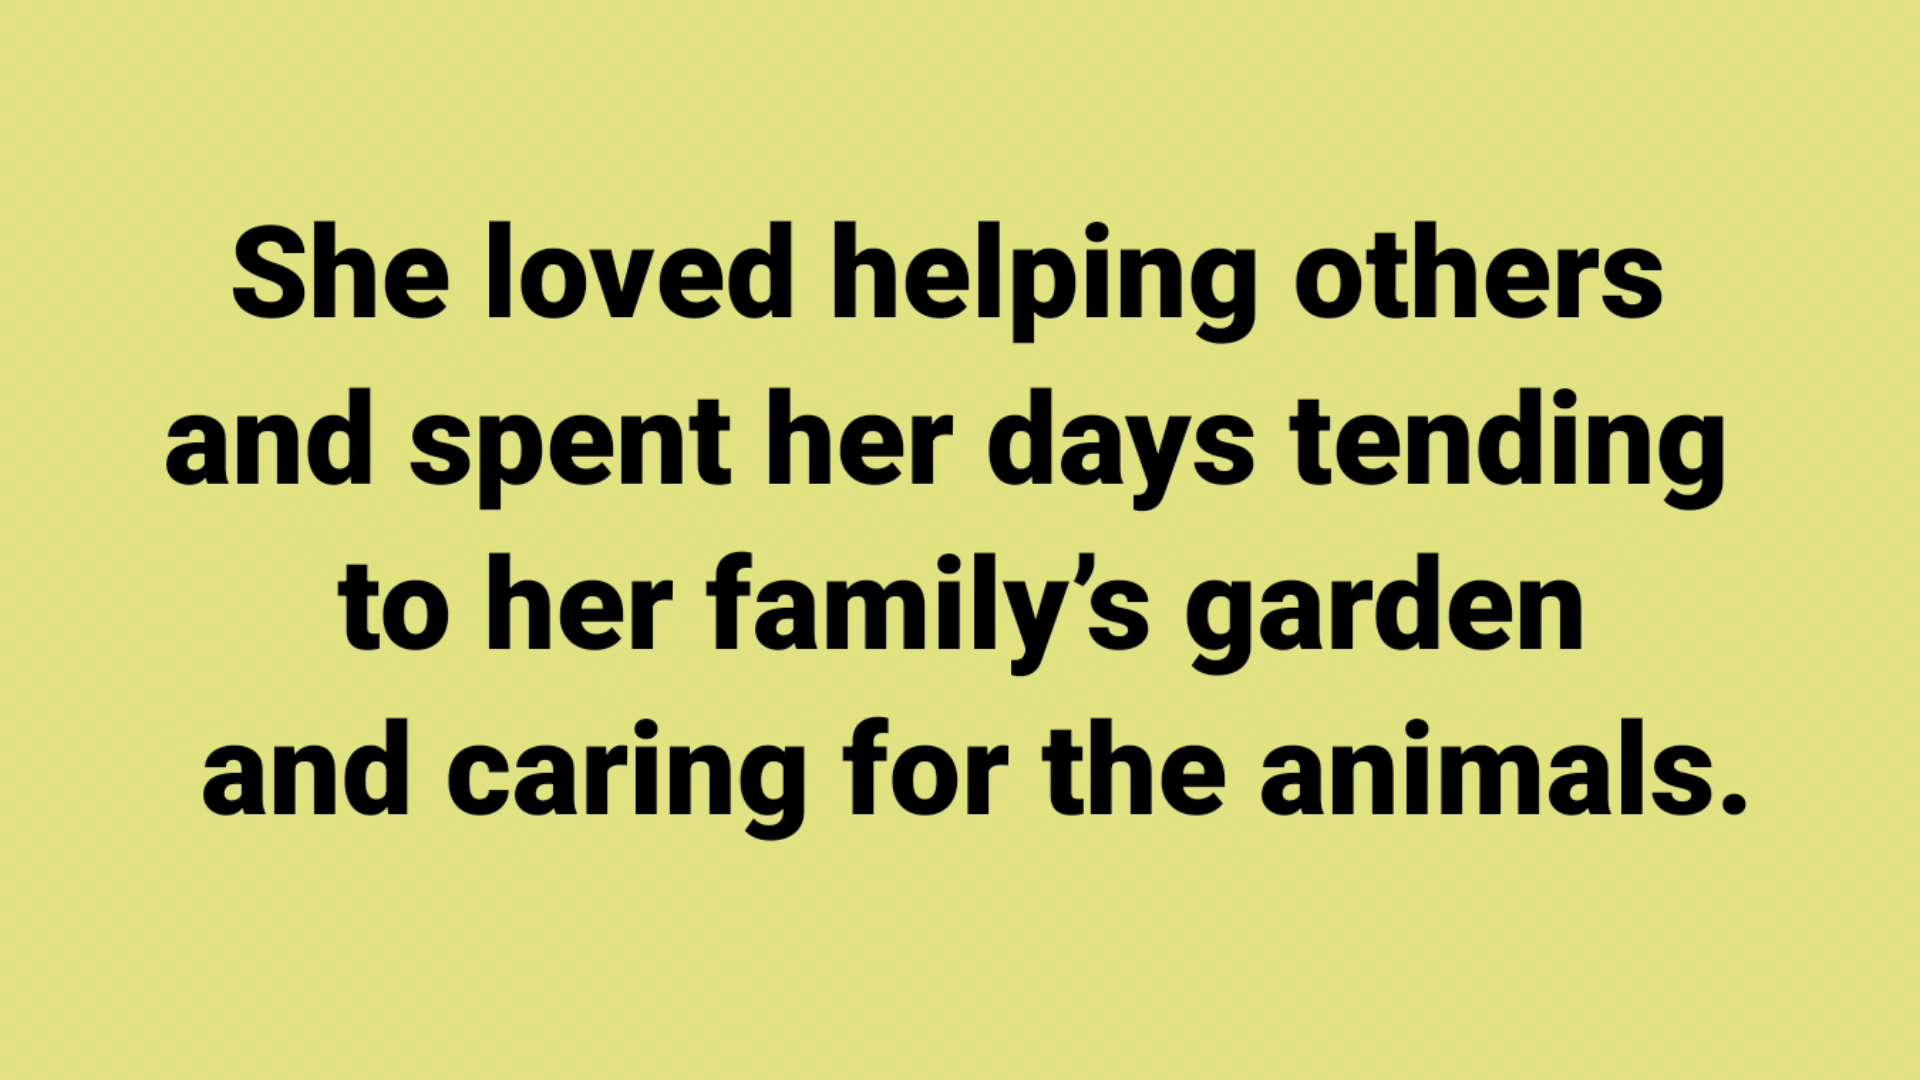 She loved helping others
and spent her days tending
to her family’s garden
and caring for the animals.